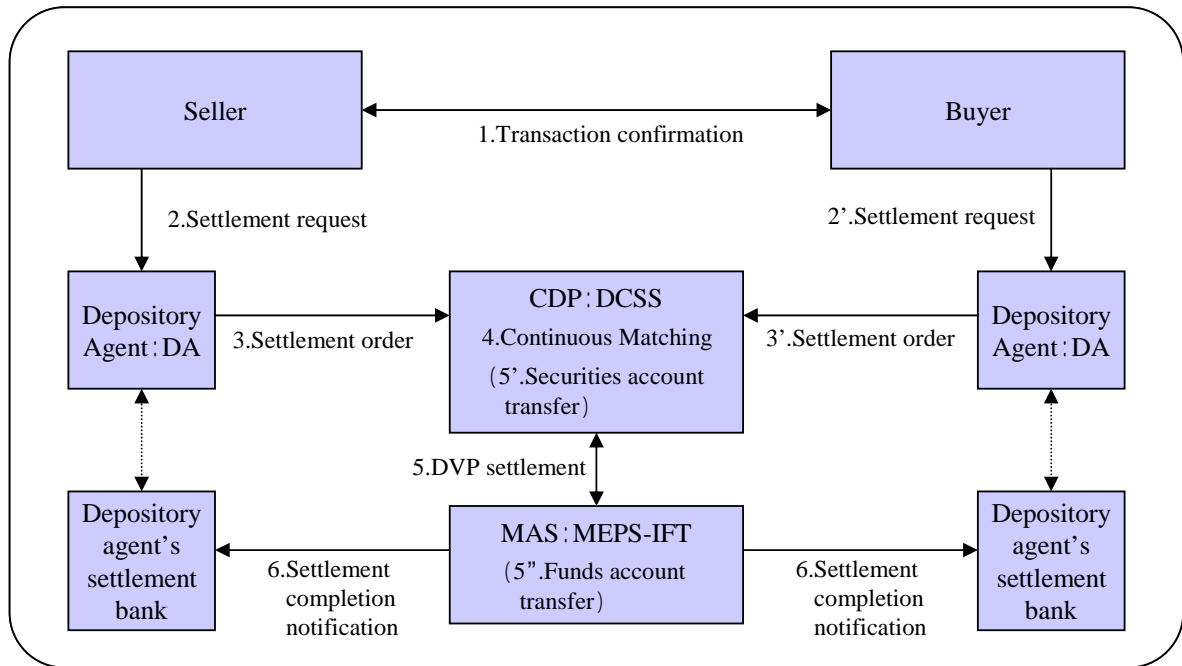 Seller
Buyer
1.Transaction confirmation
2.Settlement request
2’.Settlement request
Depository
Agent:DA
3.Settlement order
CDP:DCSS
4.Continuous Matching
(5’.Securities account
transfer)
3’.Settlement order
Depository
Agent:DA
5.DVP settlement
Depository
agent’s
settlement
bank
6.Settlement
completion
notification
MAS:MEPS-IFT
(5”.Funds account
transfer)
6.Settlement
completion
notification
Depository
agent’s
settlement
bank